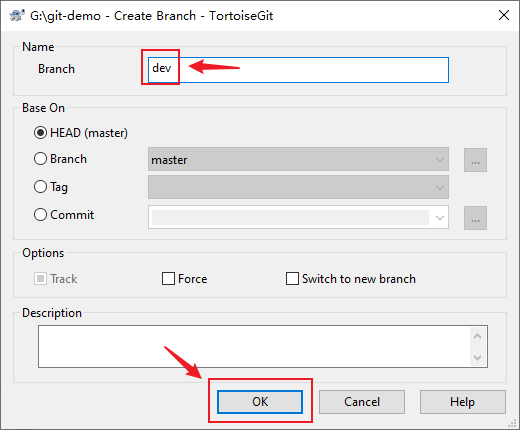 G:\git-demo - Create Branch - TortoiseGit
Name
Branch dev
Base On
HEAD (master)
Branch master ...
Tag
Commit ...
Options
Track Force Switch to new branch
Description
OK Cancel Help